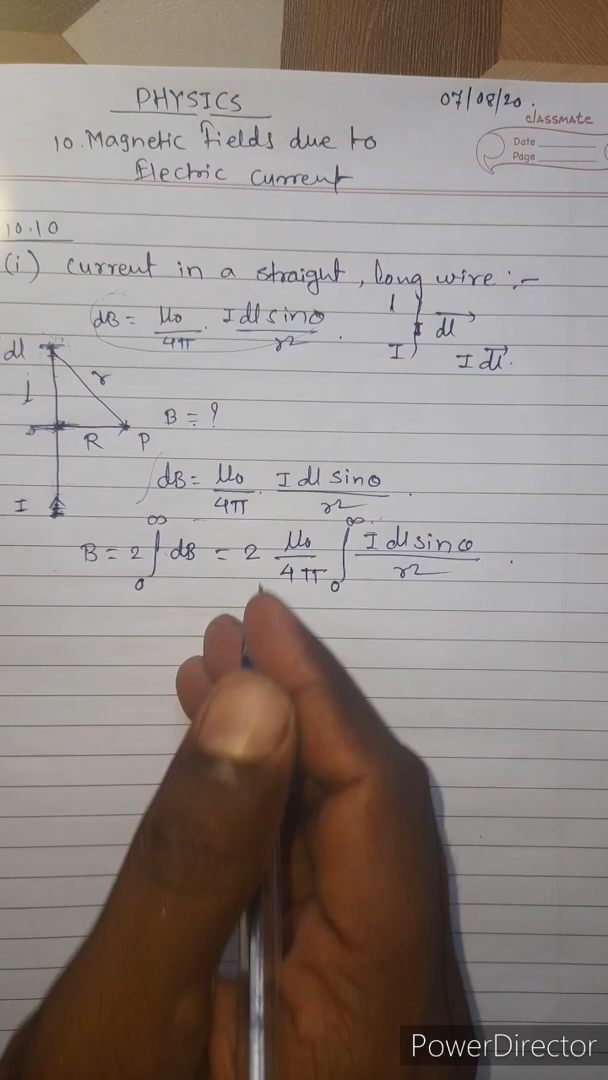 PHYSICS
07/08/20.
classmate
Date
Page
10. Magnetic fields due to
Electric current
10.10
(i) current in a straight, long wire :-
dB = μ0/4π . I dl sinθ/r² .
I
dl→
I dl→.
dl
l
r
R P
I
B = ?
dB = μ0/4π . I dl sinθ/r² .
B = 2 ∫₀^∞ dB = 2 μ0/4π ∫₀^∞ I dl sinθ/r² .
PowerDirector